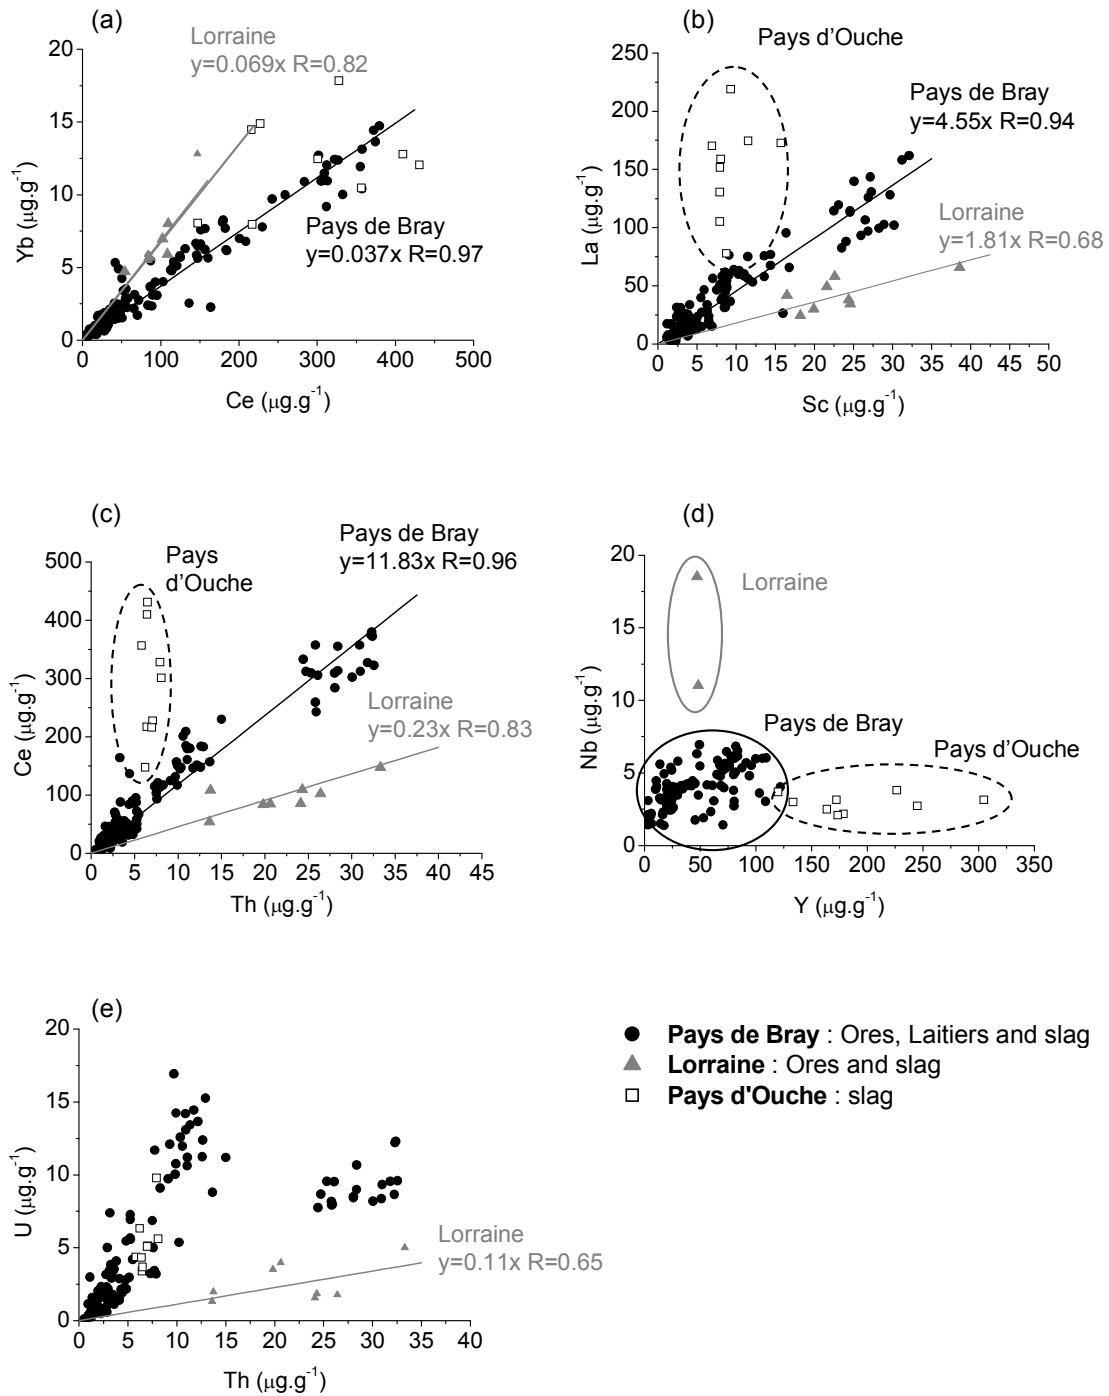 (a)
Lorraine
y=0.069x R=0.82
Pays de Bray
y=0.037x R=0.97
20
15
10
5
0
0 100 200 300 400 500
Yb (μg.g⁻¹)
Ce (μg.g⁻¹)
(b)
Pays d'Ouche
Pays de Bray
y=4.55x R=0.94
Lorraine
y=1.81x R=0.68
250
200
150
100
50
0
0 5 10 15 20 25 30 35 40 45 50
La (μg.g⁻¹)
Sc (μg.g⁻¹)
(c)
Pays de Bray
y=11.83x R=0.96
Pays
d'Ouche
Lorraine
y=0.23x R=0.83
500
400
300
200
100
0
0 5 10 15 20 25 30 35 40 45
Ce (μg.g⁻¹)
Th (μg.g⁻¹)
(d)
Lorraine
Pays de Bray
Pays d'Ouche
20
15
10
5
0
0 50 100 150 200 250 300 350
Nb (μg.g⁻¹)
Y (μg.g⁻¹)
(e)
Lorraine
y=0.11x R=0.65
20
15
10
5
0
0 5 10 15 20 25 30 35 40
U (μg.g⁻¹)
Th (μg.g⁻¹)
Pays de Bray : Ores, Laitiers and slag
Lorraine : Ores and slag
Pays d'Ouche : slag